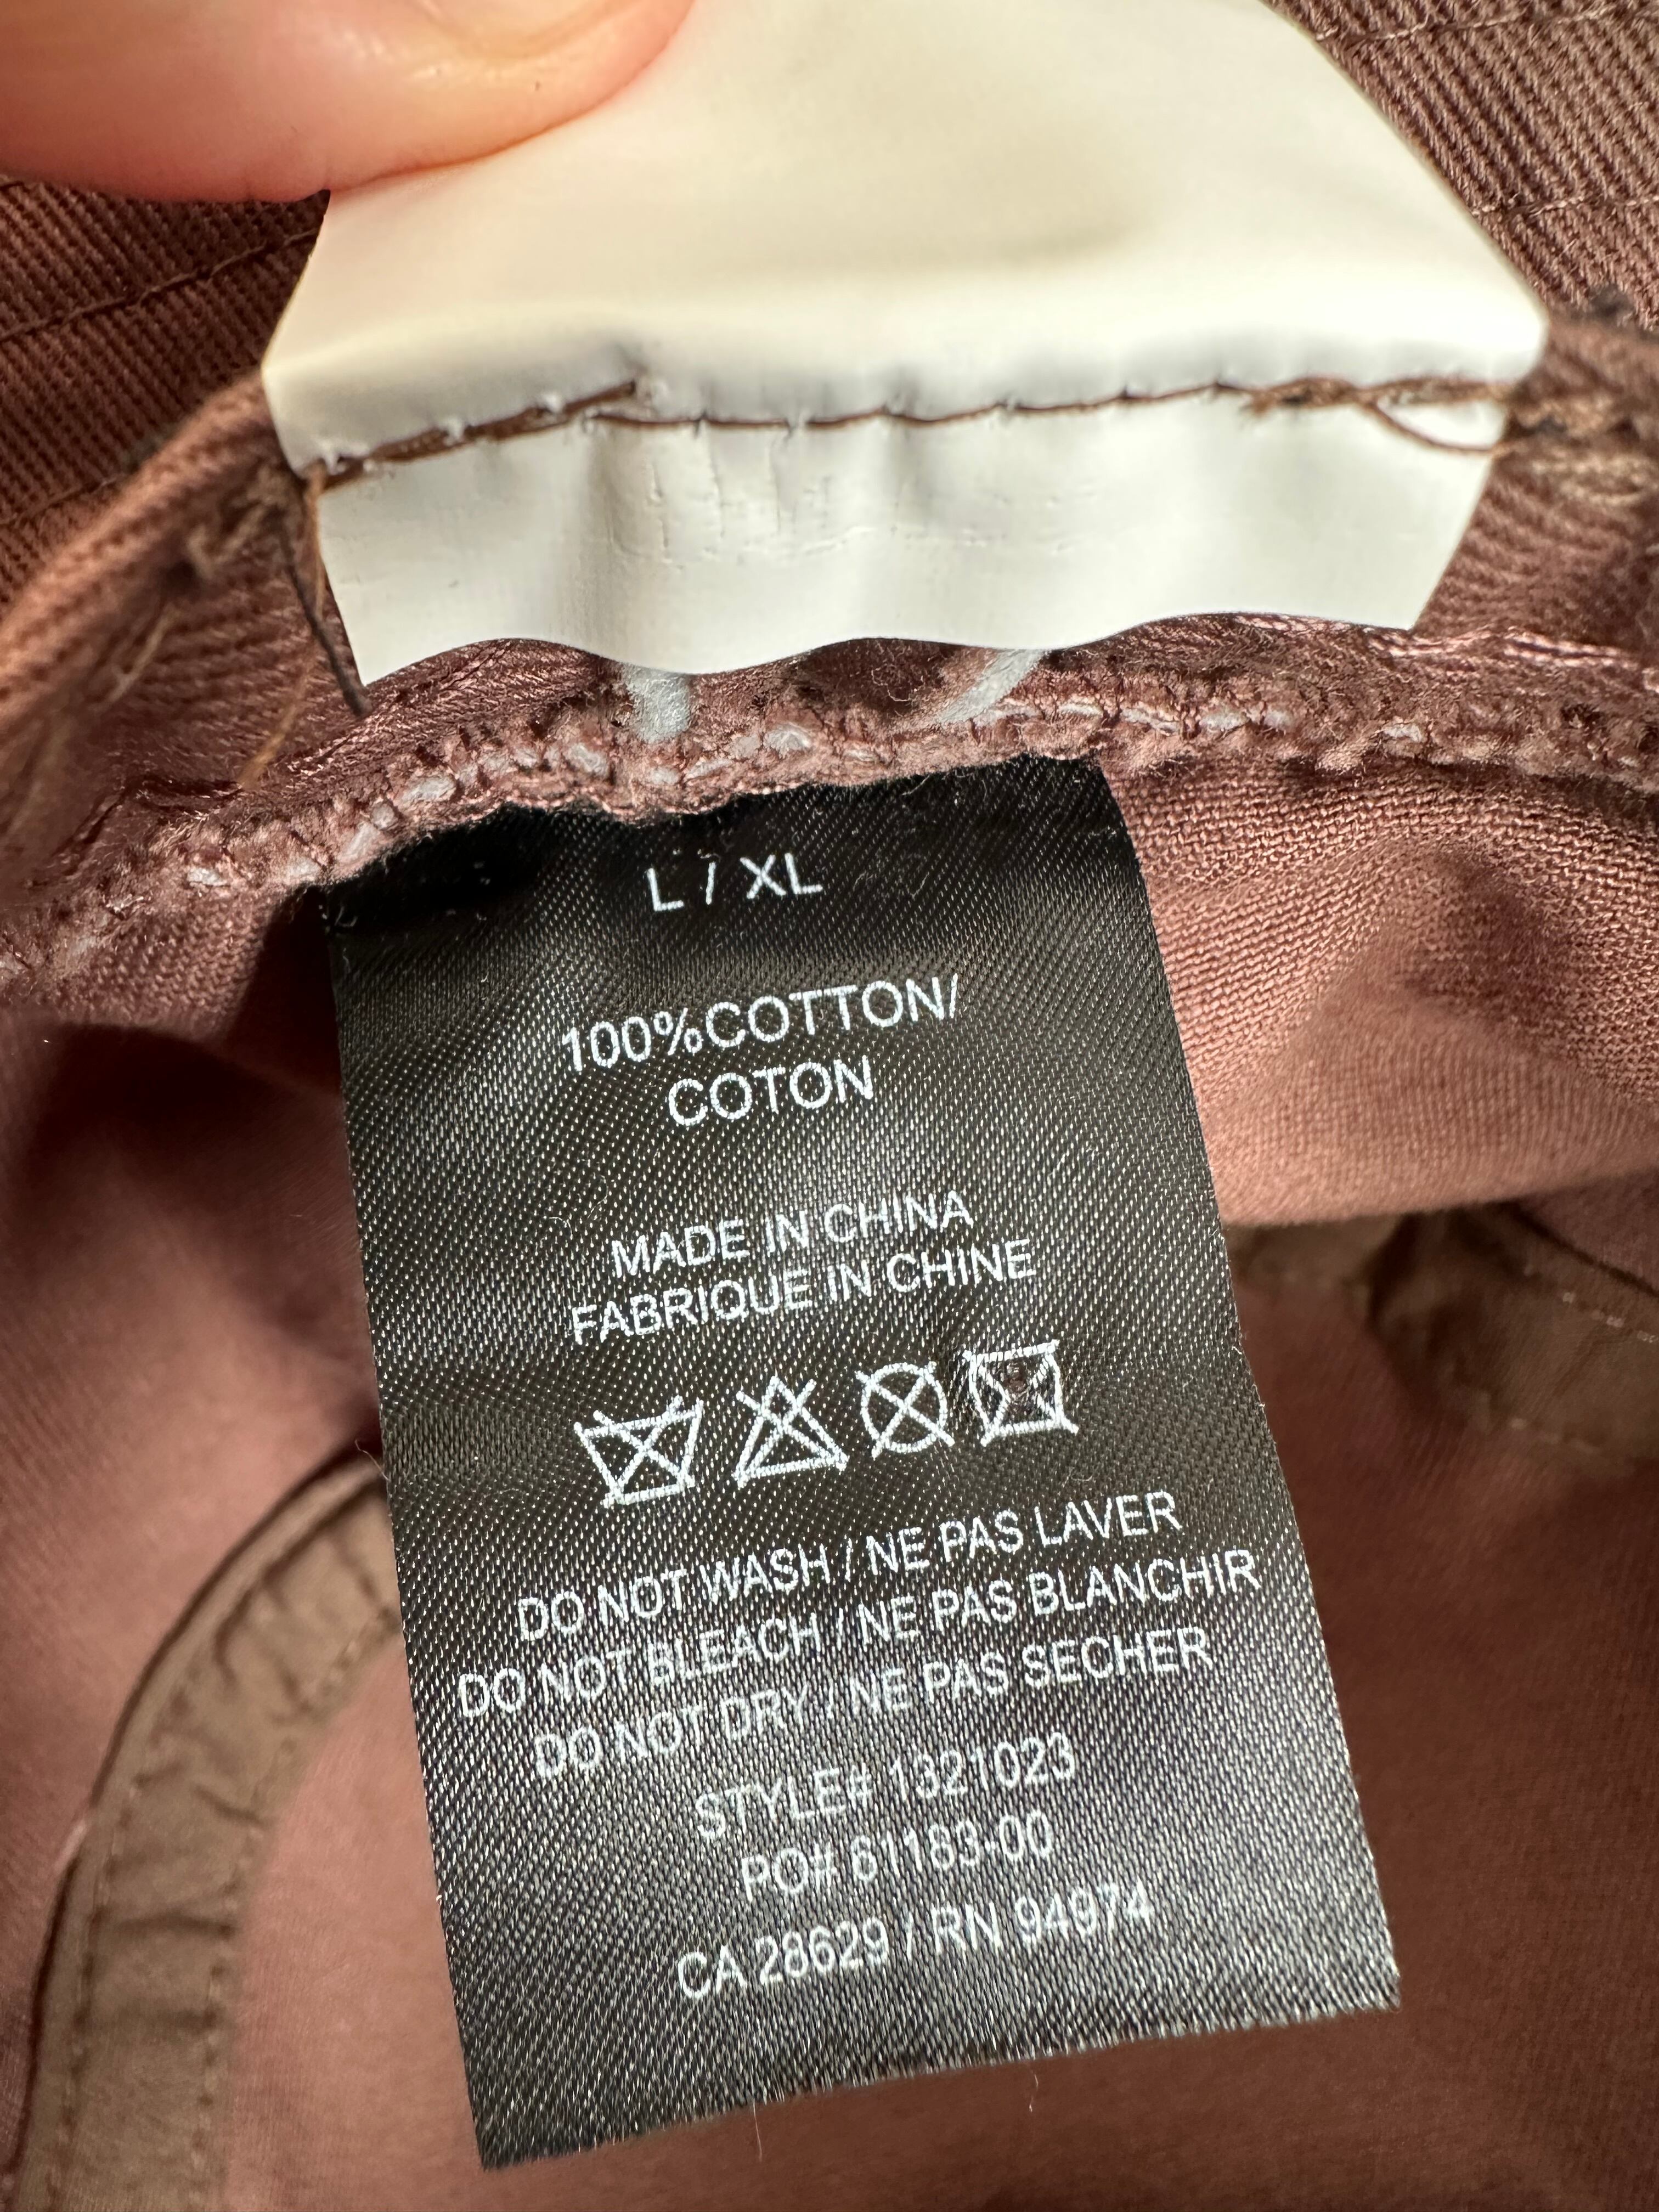 L / XL
100%COTTON/
COTON
MADE IN CHINA
FABRIQUE IN CHINE
DO NOT WASH / NE PAS LAVER
DO NOT BLEACH / NE PAS BLANCHIR
DO NOT DRY / NE PAS SECHER
STYLE# 1321023
PO# 61183-00
CA 28629 / RN 94974